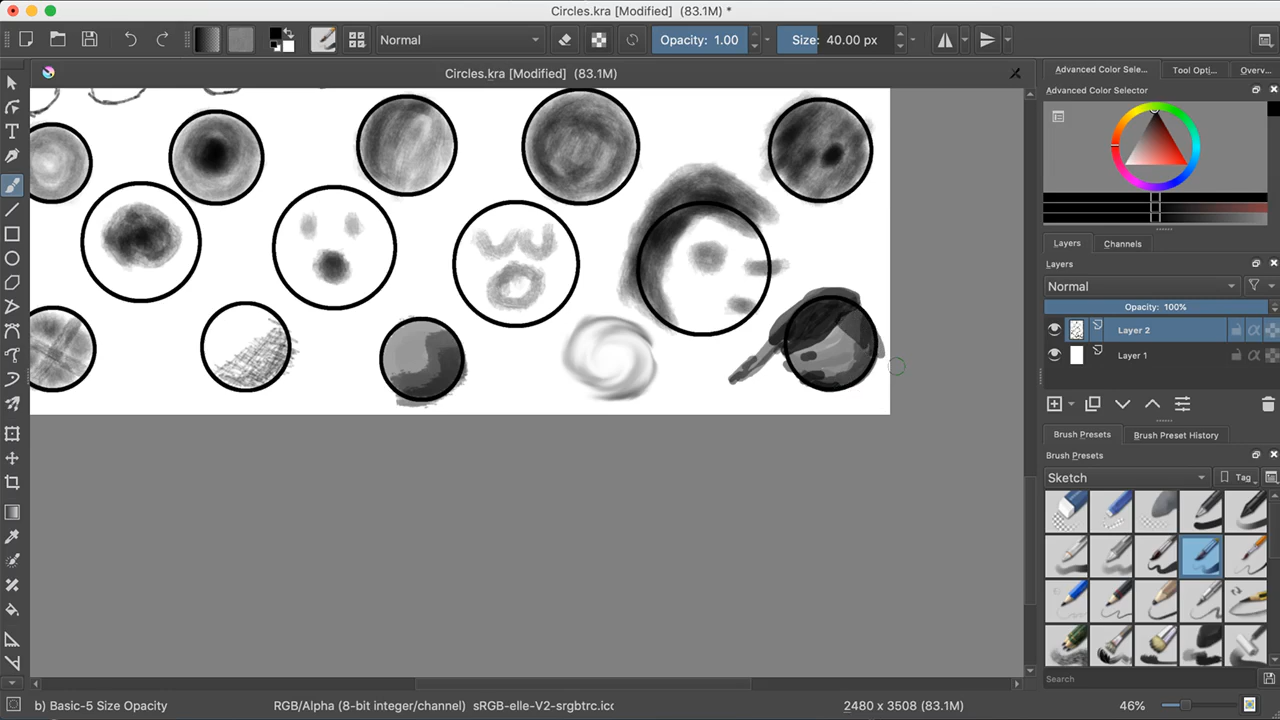 Circles.kra [Modified] (83.1M) *
Normal
Opacity: 1.00
Size: 40.00 px
Circles.kra [Modified] (83.1M)
Advanced Color Sele...
Tool Opti...
Overv...
Advanced Color Selector
Layers
Channels
Layers
Normal
Opacity: 100%
Layer 2
Layer 1
Brush Presets
Brush Preset History
Brush Presets
Sketch
Tag
Search
b) Basic-5 Size Opacity
RGB/Alpha (8-bit integer/channel) sRGB-elle-V2-srgbtrc.icc
2480 x 3508 (83.1M)
46%